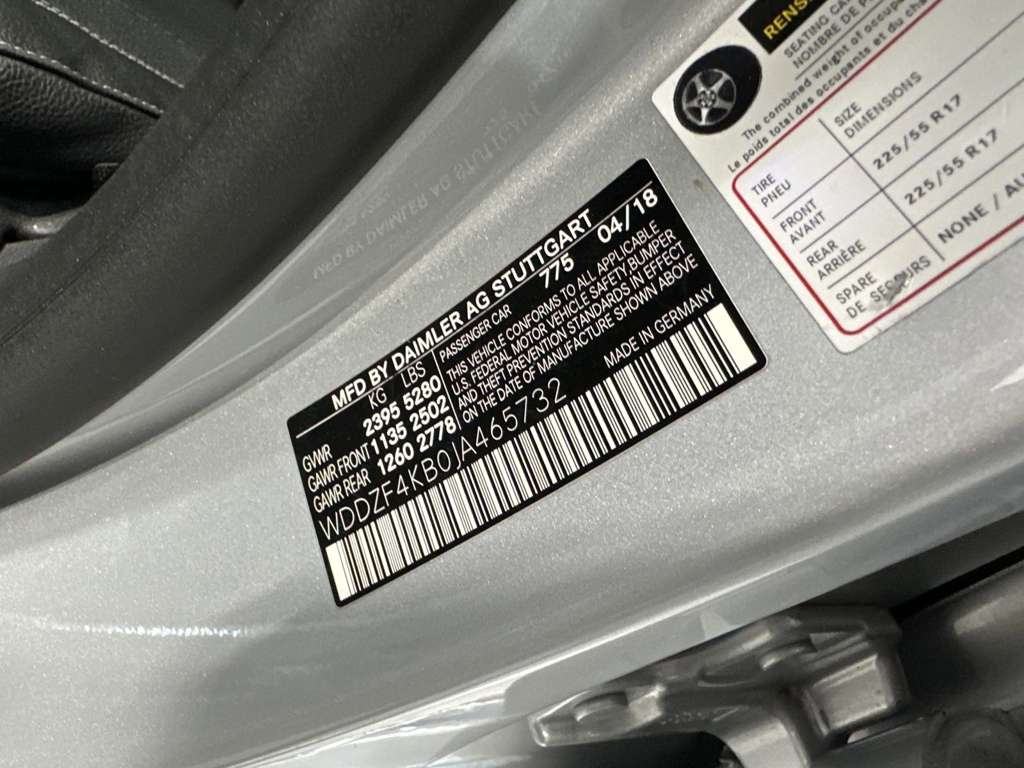 MFD BY DAIMLER AG STUTTGART
KG LBS
GVWR 2395 5280
GAWR FRONT 1135 2502
GAWR REAR 1260 2778
PASSENGER CAR 775 04/18
THIS VEHICLE CONFORMS TO ALL APPLICABLE
U.S. FEDERAL MOTOR VEHICLE SAFETY BUMPER
AND THEFT PREVENTION STANDARDS IN EFFECT
ON THE DATE OF MANUFACTURE SHOWN ABOVE
MADE IN GERMANY
WDDZF4KB0JA465732
SEATING
NOMBRE DE
The combined weight of
Le poids total des occupants et du
TIRE
PNEU
SIZE
DIMENSIONS
FRONT
AVANT
225/55 R17
REAR
ARRIÈRE
225/55 R17
SPARE
DE SECOURS
NONE /